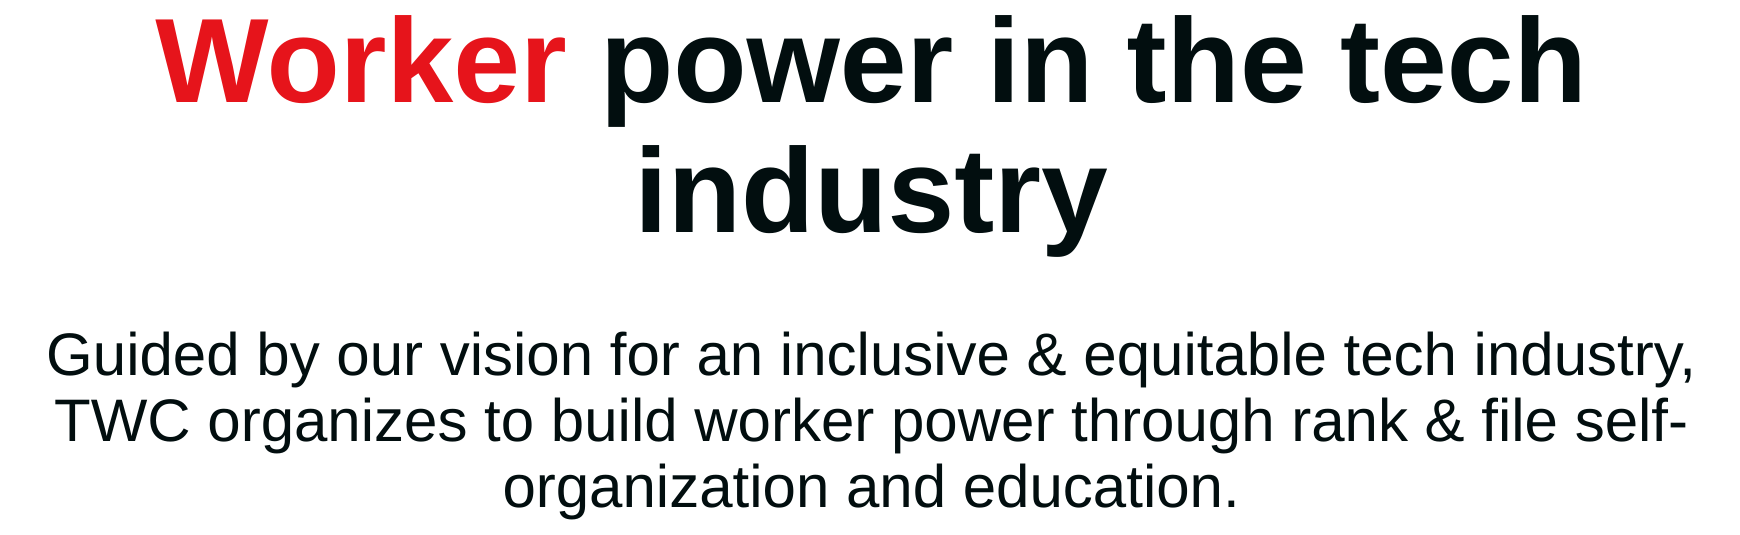 Worker power in the tech
industry
Guided by our vision for an inclusive & equitable tech industry,
TWC organizes to build worker power through rank & file self-
organization and education.